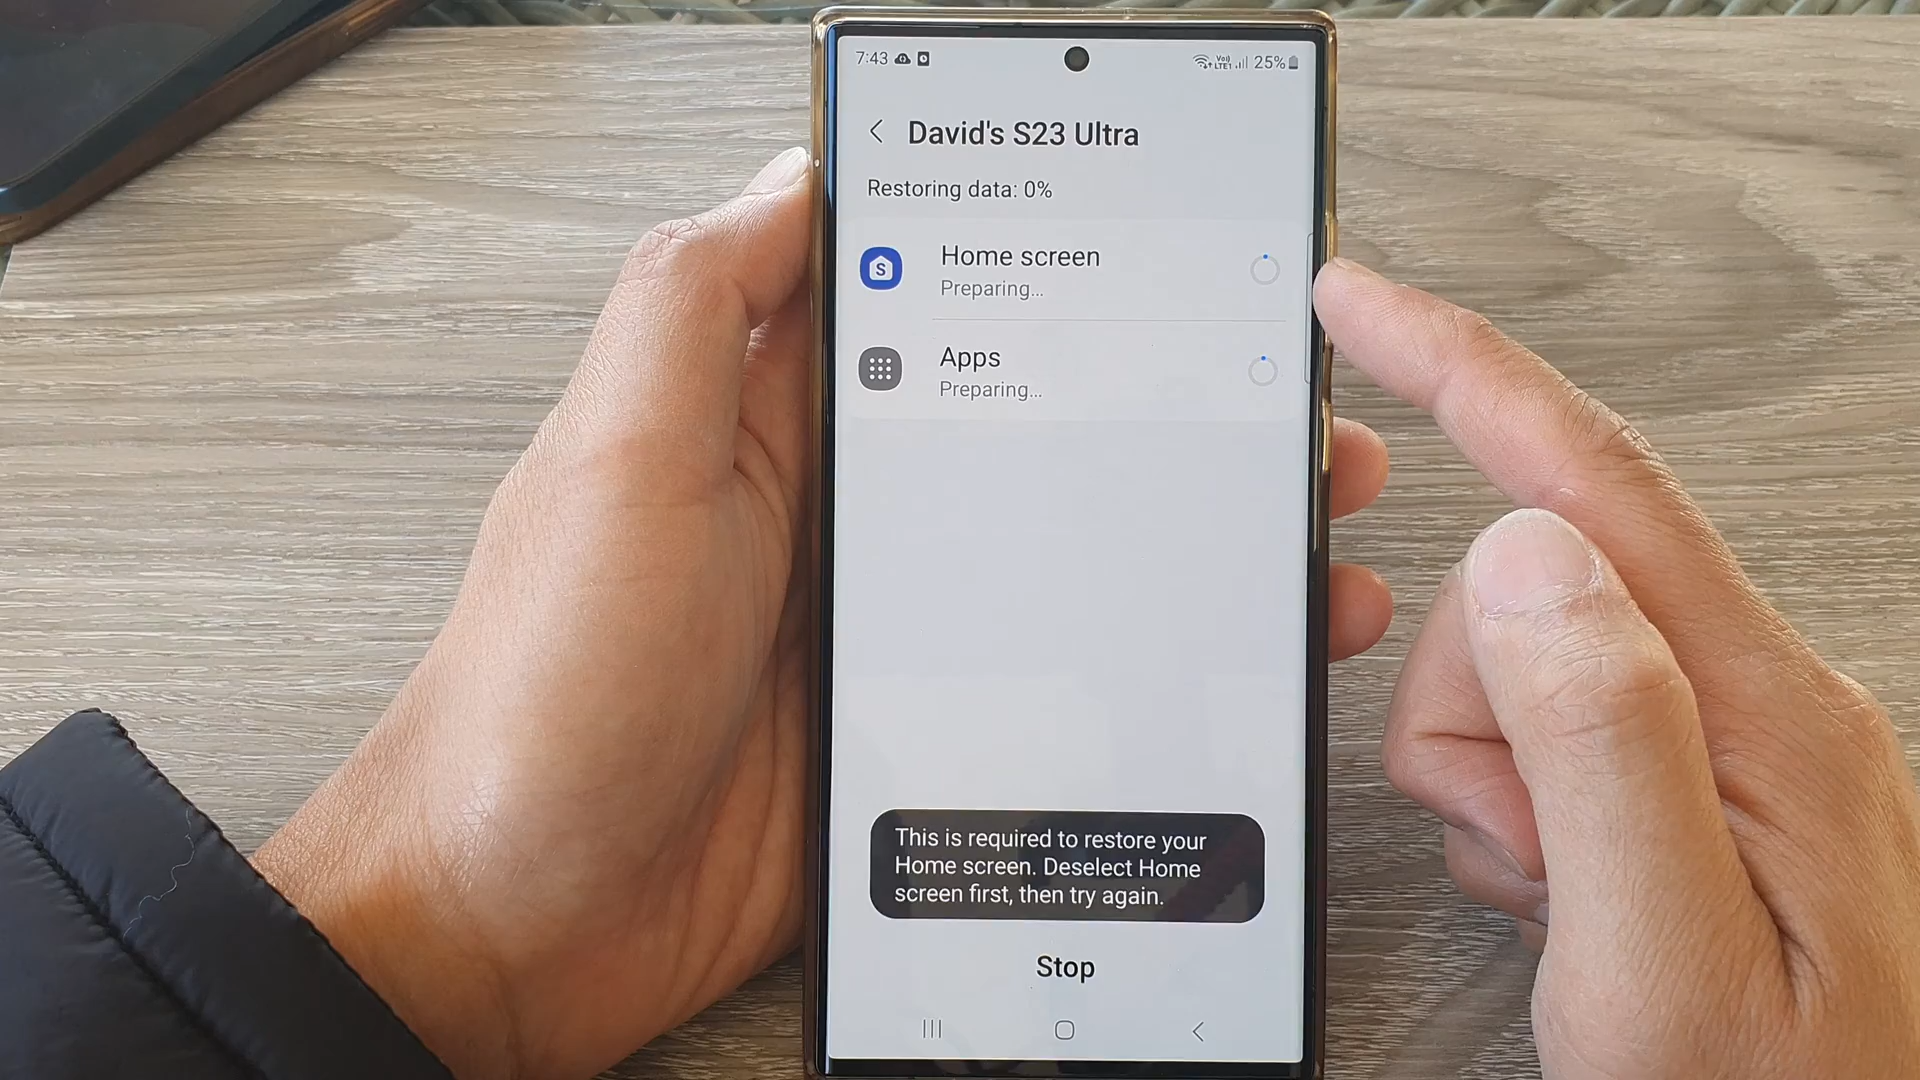 7:43 25%
David's S23 Ultra
Restoring data: 0%
S
Home screen
Preparing...
Apps
Preparing...
This is required to restore your
Home screen. Deselect Home
screen first, then try again.
Stop